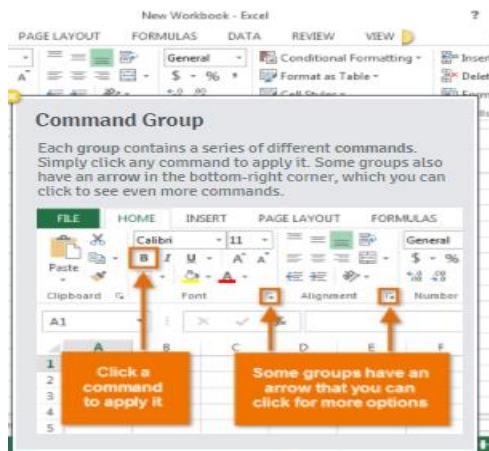 New Workbook - Excel ?
PAGE LAYOUT FORMULAS DATA REVIEW VIEW
General Conditional Formatting Insert
$ - % Format as Table Delet
Cell Styles Form
Command Group
Each group contains a series of different commands.
Simply click any command to apply it. Some groups also
have an arrow in the bottom-right corner, which you can
click to see even more commands.
FILE HOME INSERT PAGE LAYOUT FORMULAS
Calibri 11 General
Paste B I U A A $ - %
Clipboard Font Alignment Number
A1
A B C D E F
1
2
3
4
5
Click a
command
to apply it
Some groups have an
arrow that you can
click for more options